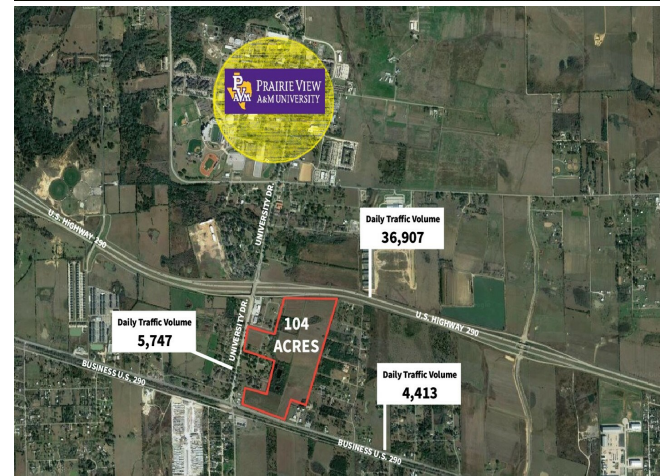 PV
AMU
PRAIRIE VIEW
A&M UNIVERSITY
UNIVERSITY DR.
Daily Traffic Volume
36,907
U.S. HIGHWAY 290
U.S. HIGHWAY 290
Daily Traffic Volume
5,747
UNIVERSITY DR.
104
ACRES
BUSINESS U.S. 290
Daily Traffic Volume
4,413
BUSINESS U.S. 290